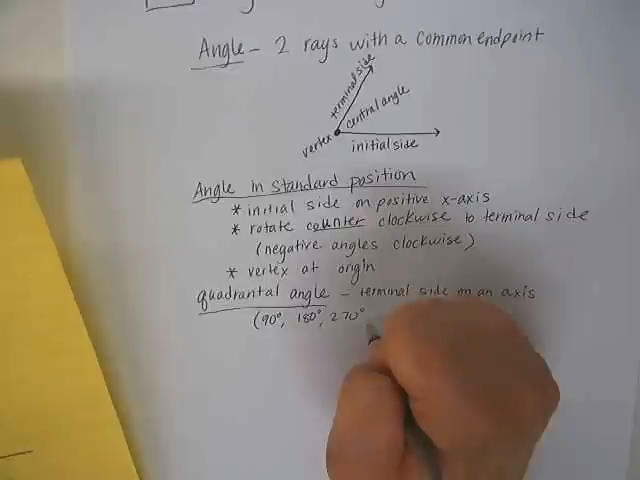 Angle - 2 rays with a common endpoint
terminal side
central angle
vertex
initial side
Angle in standard position
* initial side on positive x-axis
* rotate counter clockwise to terminal side
(negative angles clockwise)
* vertex at origin
quadrantal angle - terminal side on an axis
(90°, 180°, 270°